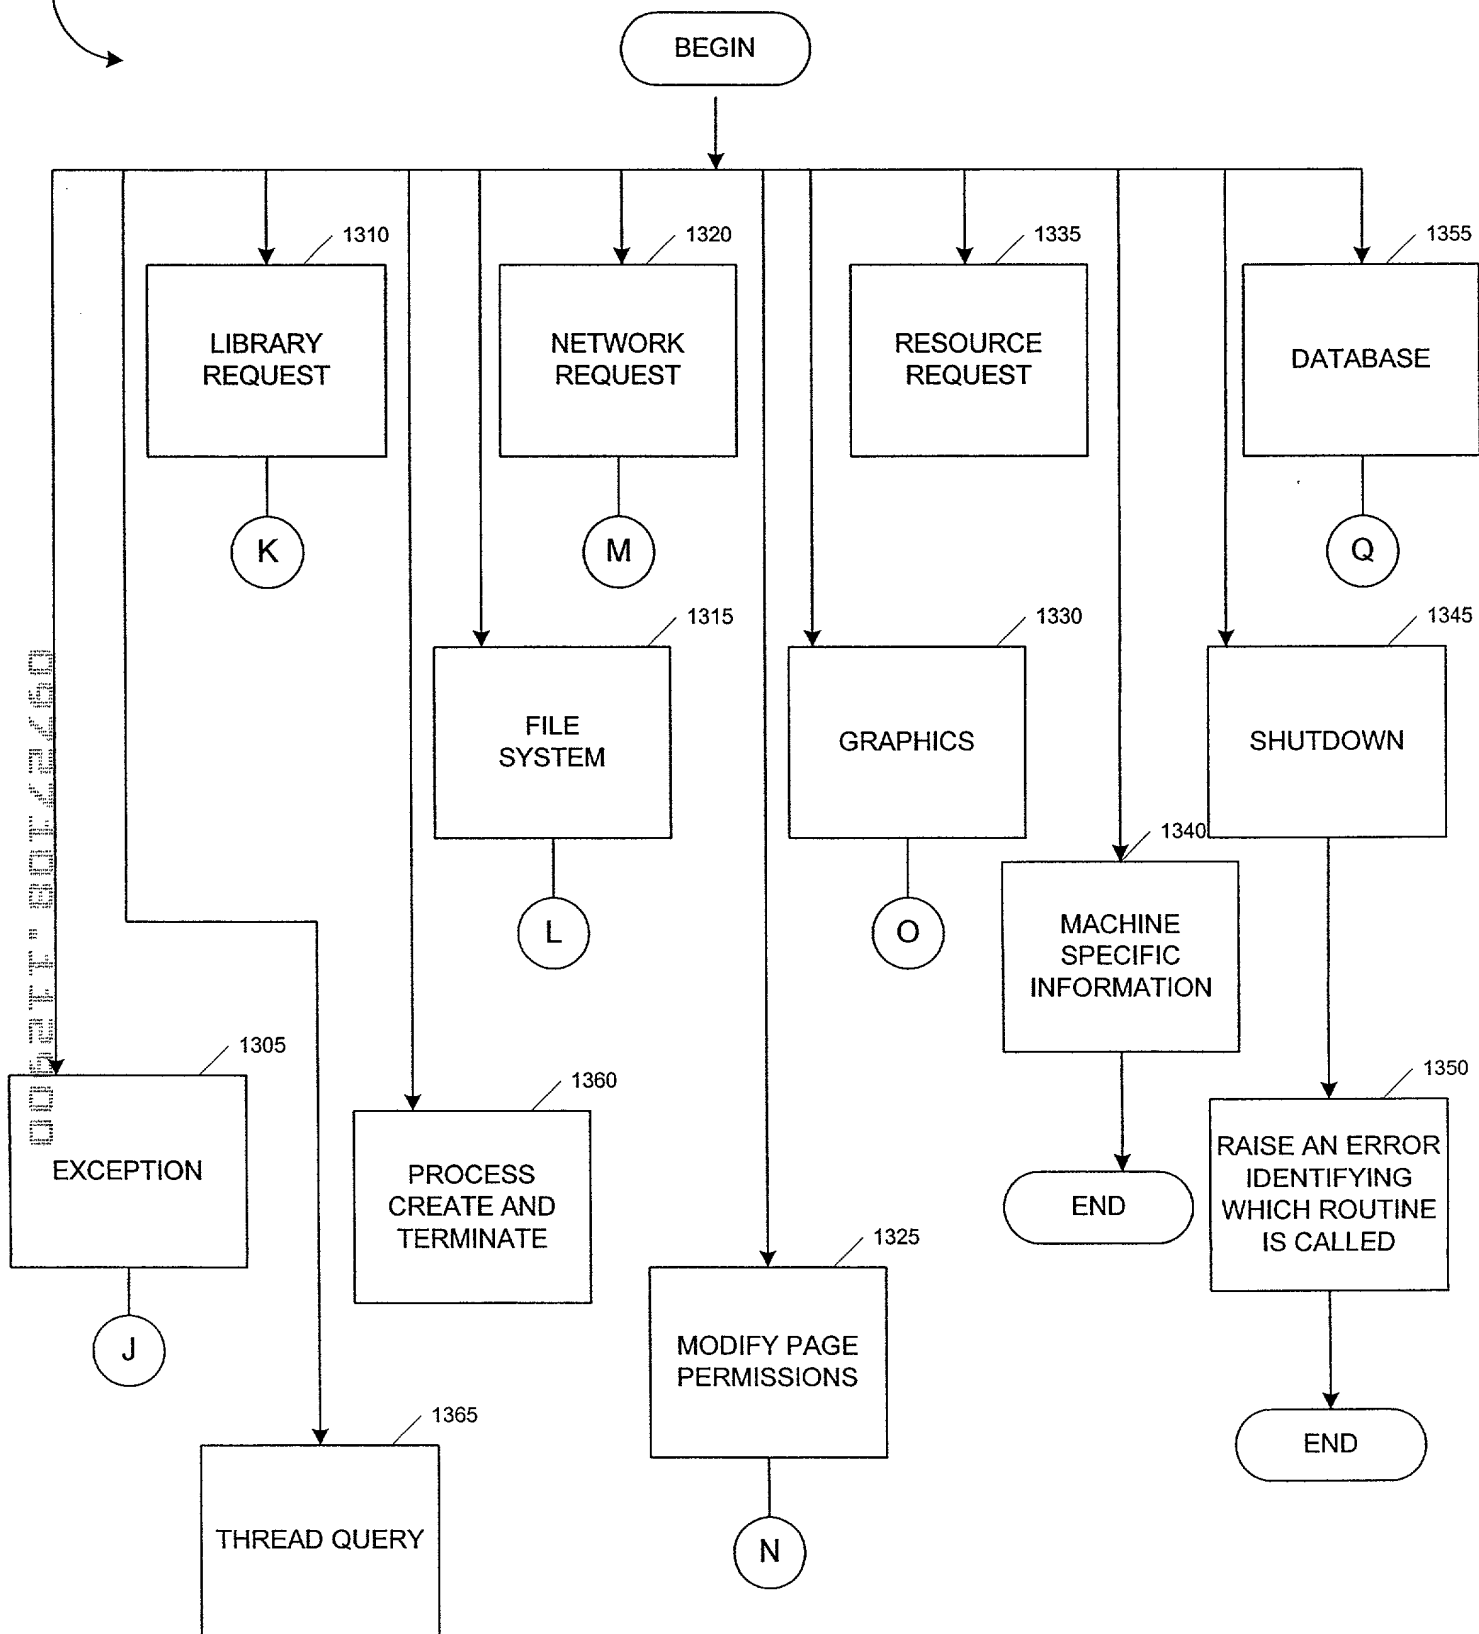 BEGIN
1310
1320
1335
1355
LIBRARY
REQUEST
NETWORK
REQUEST
RESOURCE
REQUEST
DATABASE
K
M
Q
1315
1330
1345
FILE
SYSTEM
GRAPHICS
SHUTDOWN
L
O
1340
MACHINE
SPECIFIC
INFORMATION
1305
1360
1350
EXCEPTION
PROCESS
CREATE AND
TERMINATE
END
RAISE AN ERROR
IDENTIFYING
WHICH ROUTINE
IS CALLED
1325
J
MODIFY PAGE
PERMISSIONS
1365
END
THREAD QUERY
N